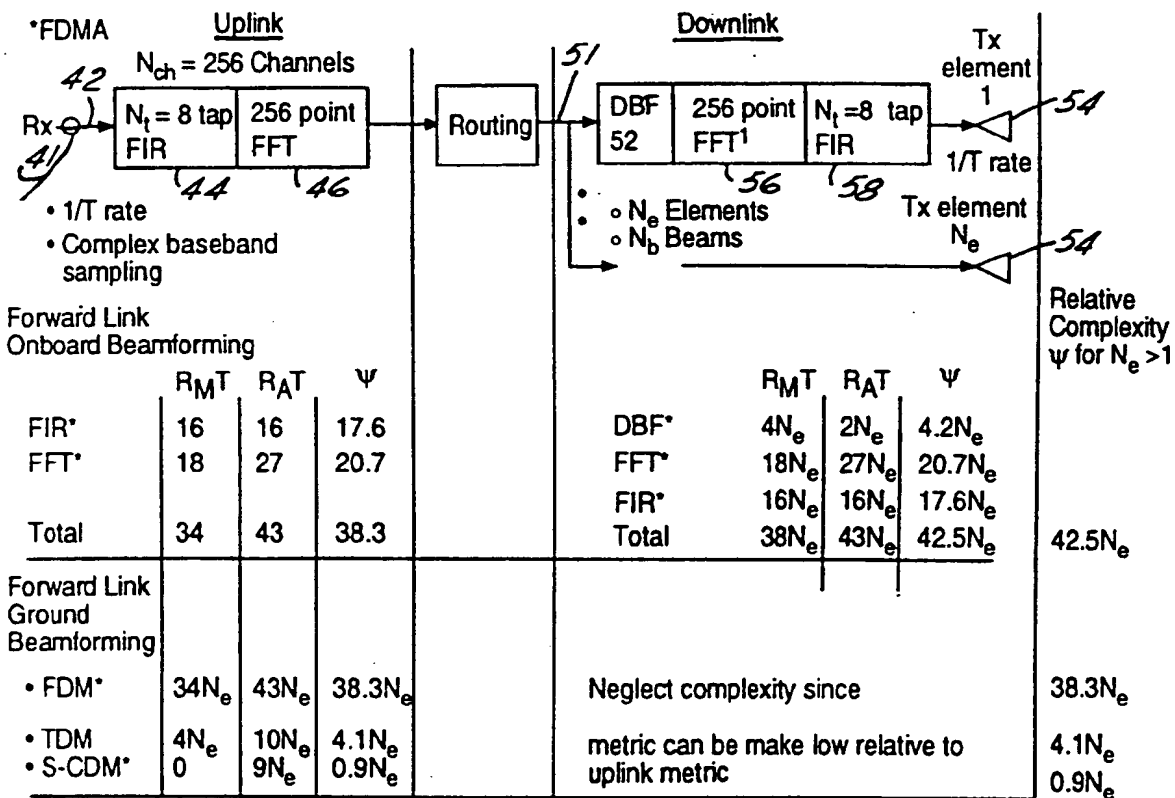 *FDMA
Uplink
Downlink
N_ch = 256 Channels
42
51
Tx element 1
54
Rx
41
N_t = 8 tap FIR
256 point FFT
Routing
DBF 52
256 point FFT¹
N_t=8 tap FIR
44
46
56
58
1/T rate
• 1/T rate
• Complex baseband sampling
o N_e Elements
o N_b Beams
Tx element N_e
54
Relative Complexity ψ for N_e >1
Forward Link
Onboard Beamforming
R_MT R_AT Ψ
R_MT R_AT Ψ
FIR* 16 16 17.6
DBF* 4N_e 2N_e 4.2N_e
FFT* 18 27 20.7
FFT* 18N_e 27N_e 20.7N_e
FIR* 16N_e 16N_e 17.6N_e
Total 34 43 38.3
Total 38N_e 43N_e 42.5N_e 42.5N_e
Forward Link
Ground
Beamforming
• FDM* 34N_e 43N_e 38.3N_e Neglect complexity since 38.3N_e
• TDM 4N_e 10N_e 4.1N_e metric can be make low relative to 4.1N_e
• S-CDM* 0 9N_e 0.9N_e uplink metric 0.9N_e